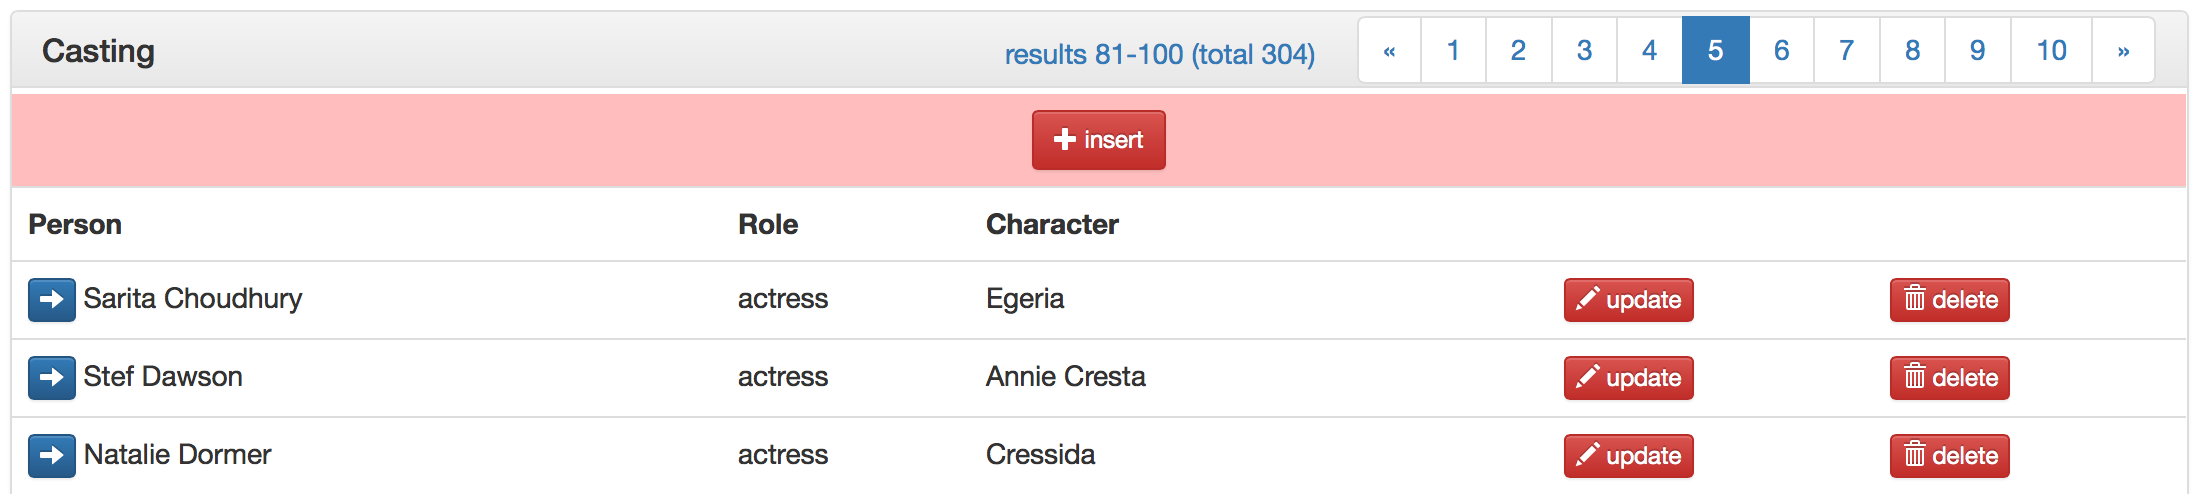 Casting results 81-100 (total 304) « 1 2 3 4 5 6 7 8 9 10 »
insert
Person Role Character
Sarita Choudhury actress Egeria update delete
Stef Dawson actress Annie Cresta update delete
Natalie Dormer actress Cressida update delete